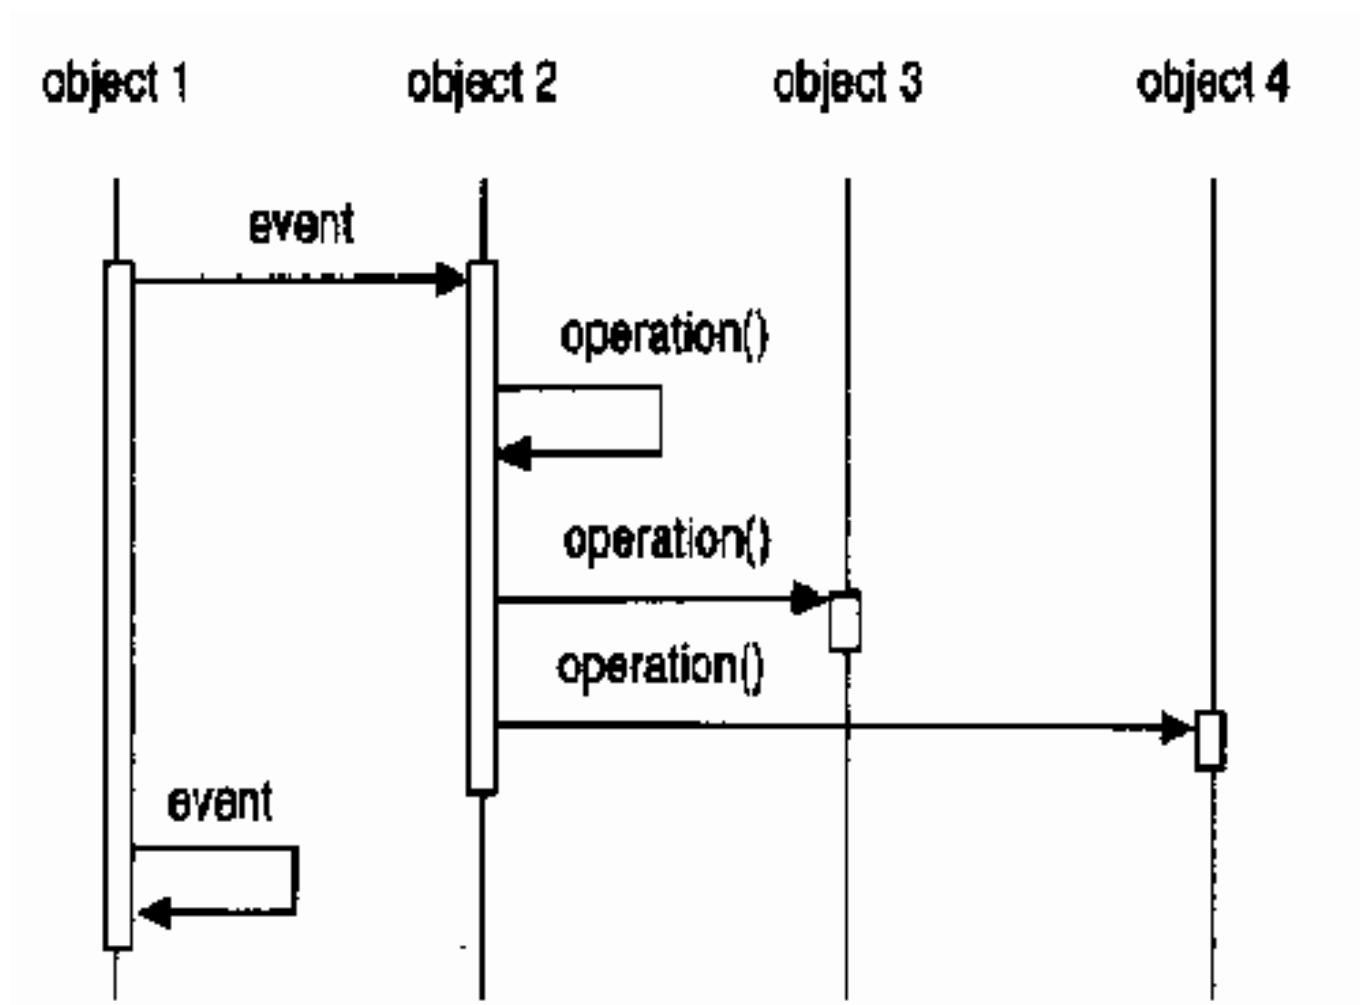 object 1
object 2
object 3
object 4
event
operation()
operation()
operation()
event